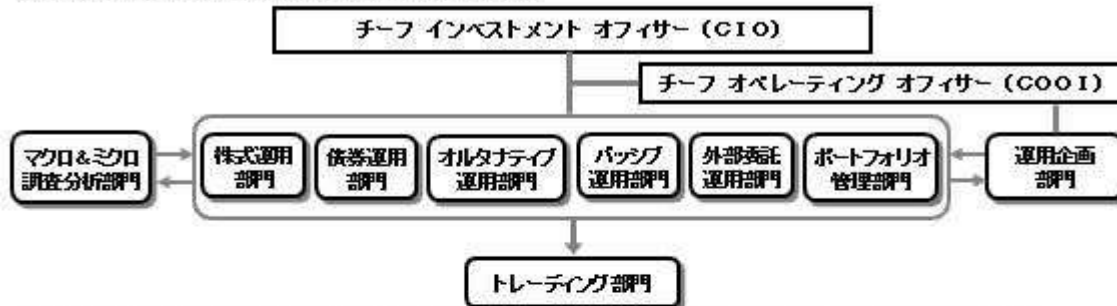 チーフ インベストメント オフィサー (CIO)
チーフ オペレーティング オフィサー (COOI)
マクロ&ミクロ
調査分析部門
株式運用
部門
債券運用
部門
オルタナティブ
運用部門
パッシブ
運用部門
外部委託
運用部門
ポートフォリオ
管理部門
運用企画
部門
トレーディング部門